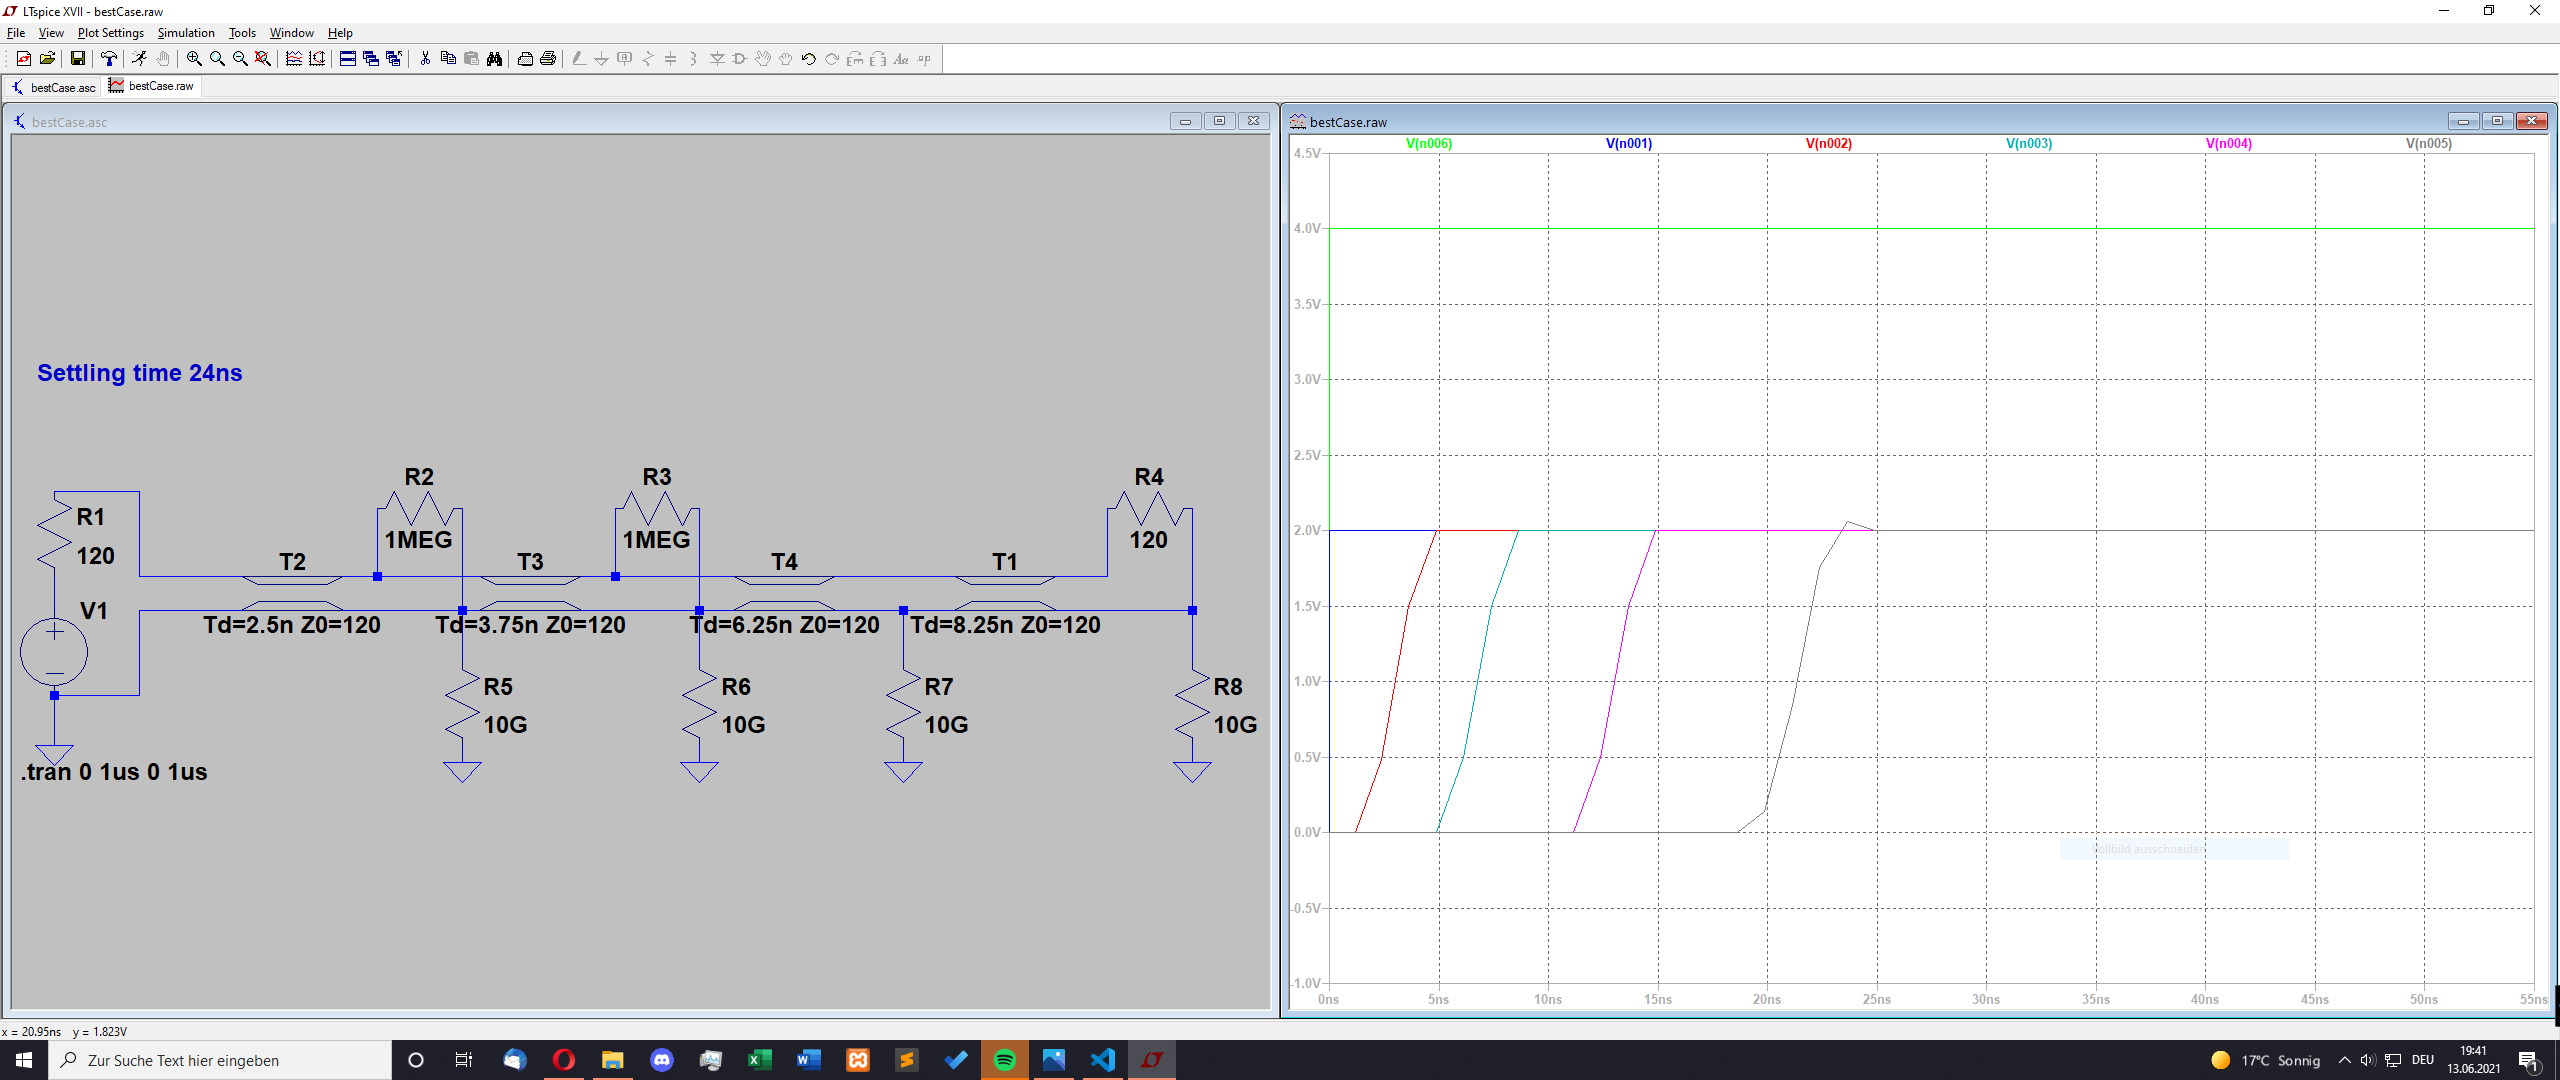 LTspice XVII - bestCase.raw
File View Plot Settings Simulation Tools Window Help
bestCase.asc bestCase.raw
bestCase.asc
Settling time 24ns
R1
120
V1
R2
1MEG
R3
1MEG
R4
120
T2
T3
T4
T1
Td=2.5n Z0=120
Td=3.75n Z0=120
Td=6.25n Z0=120
Td=8.25n Z0=120
R5
10G
R6
10G
R7
10G
R8
10G
.tran 0 1us 0 1us
bestCase.raw
V(n006) V(n001) V(n002) V(n003) V(n004) V(n005)
4.5V
4.0V
3.5V
3.0V
2.5V
2.0V
1.5V
1.0V
0.5V
0.0V
-0.5V
-1.0V
0ns 5ns 10ns 15ns 20ns 25ns 30ns 35ns 40ns 45ns 50ns 55ns
Vollbild ausschneiden
x = 20.95ns y = 1.823V
Zur Suche Text hier eingeben
17°C Sonnig
DEU
19:41
13.06.2021
1